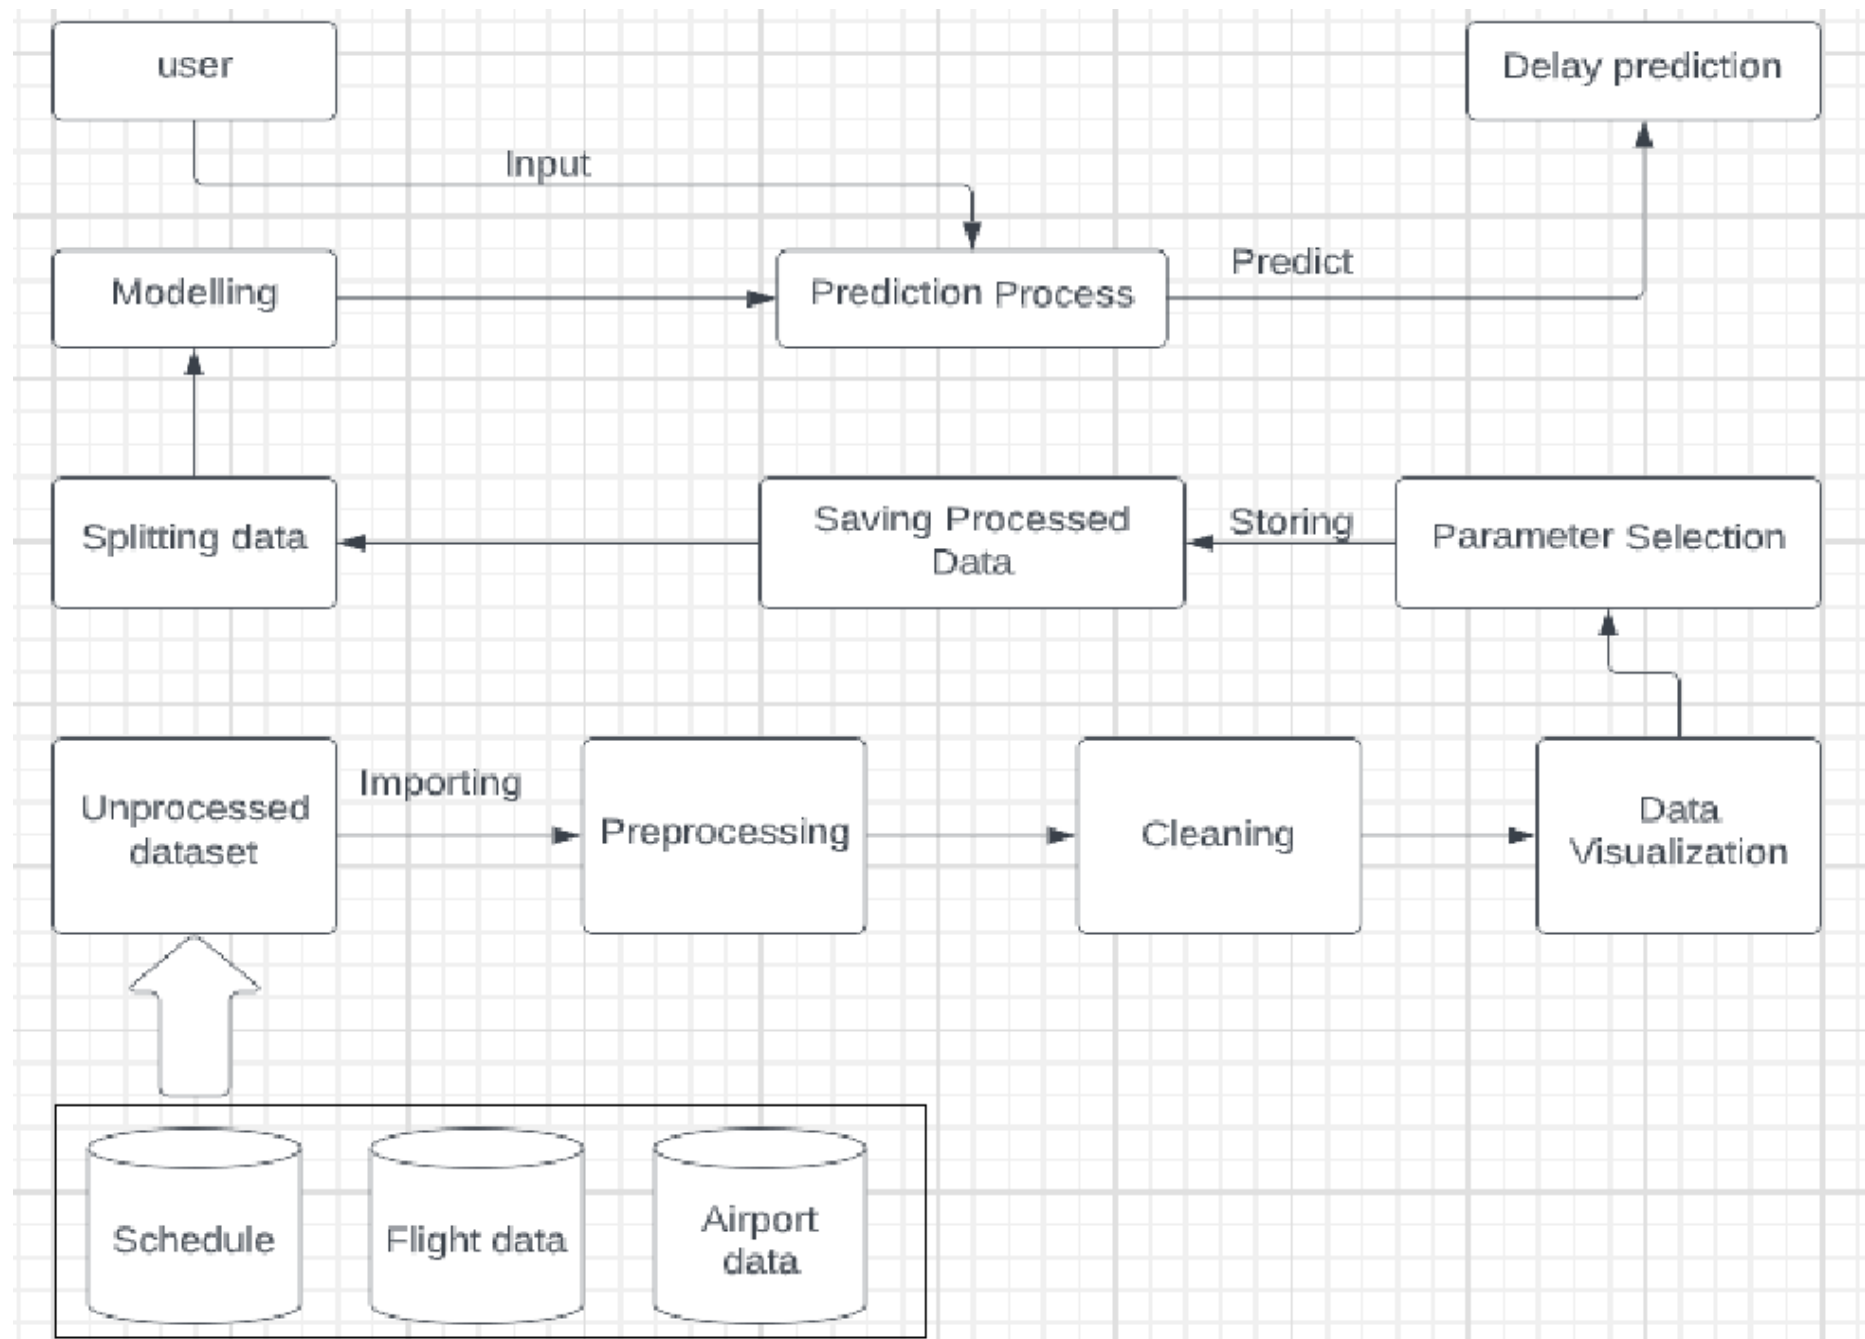 user
Delay prediction
Input
Modelling
Prediction Process
Predict
Splitting data
Saving Processed
Data
Storing
Parameter Selection
Unprocessed
dataset
Importing
Preprocessing
Cleaning
Data
Visualization
Schedule
Flight data
Airport
data